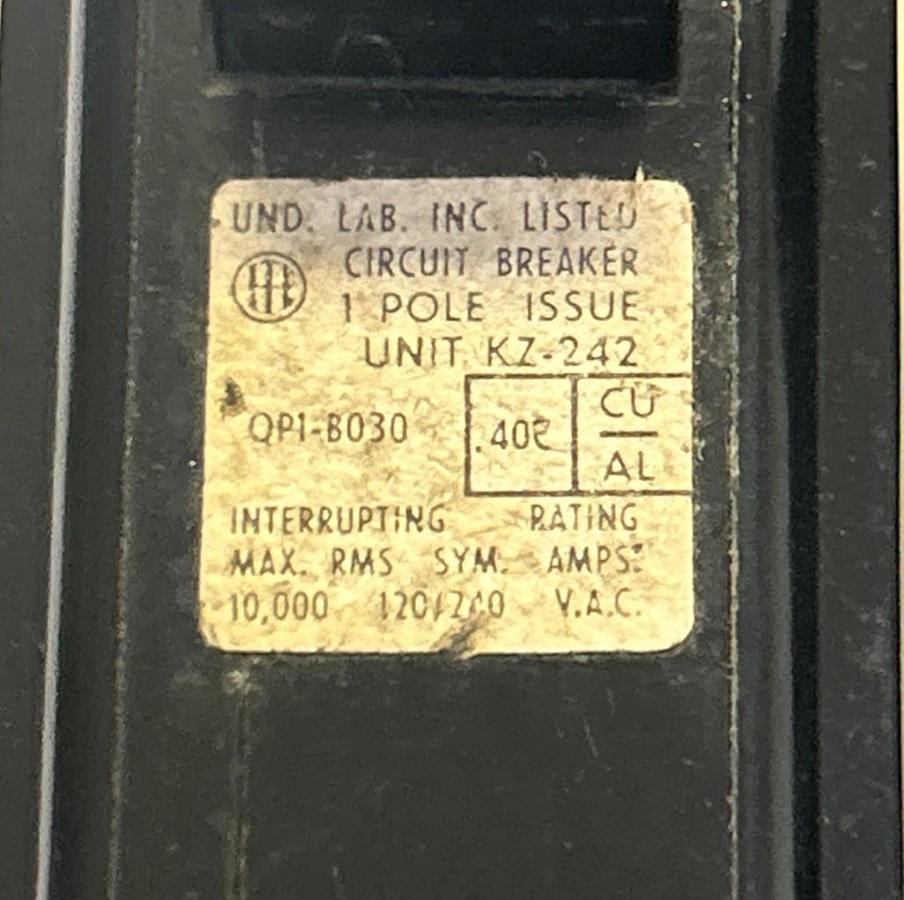 UND. LAB. INC. LISTED
CIRCUIT BREAKER
1 POLE ISSUE
UNIT KZ-242
QP1-B030
CU
AL
INTERRUPTING RATING
MAX. RMS SYM. AMPS.
10,000 120/240 V.A.C.